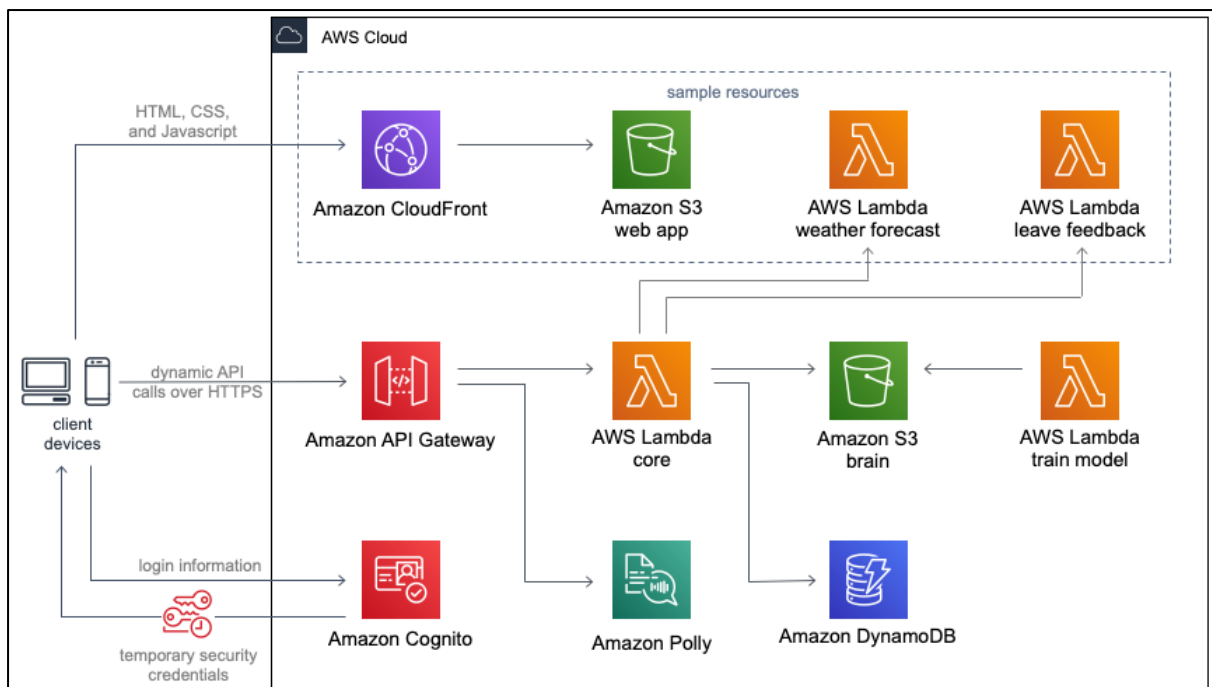 AWS Cloud
sample resources
HTML, CSS,
and Javascript
Amazon CloudFront
Amazon S3
web app
AWS Lambda
weather forecast
AWS Lambda
leave feedback
dynamic API
calls over HTTPS
client
devices
Amazon API Gateway
</>
AWS Lambda
core
Amazon S3
brain
AWS Lambda
train model
login information
temporary security
credentials
Amazon Cognito
Amazon Polly
Amazon DynamoDB